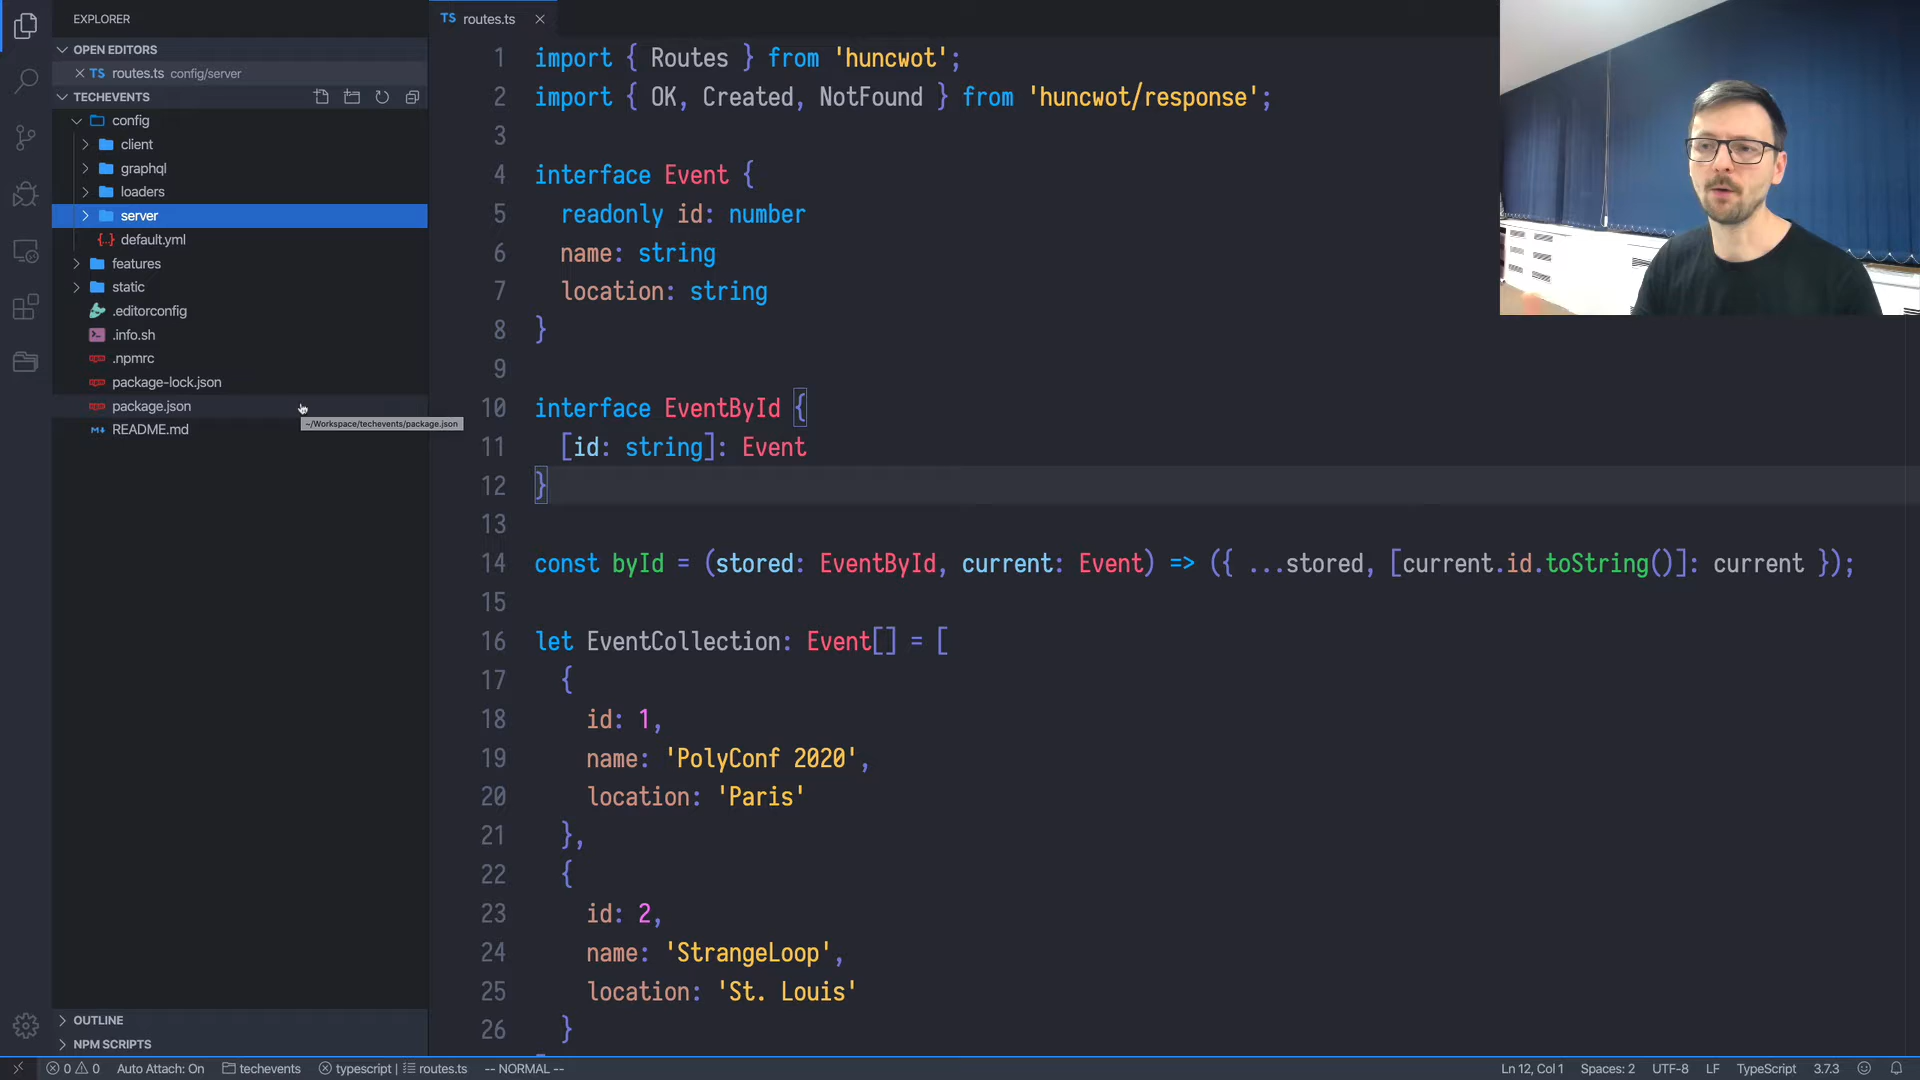 EXPLORER
OPEN EDITORS
TS routes.ts config/server
TECHEVENTS
config
client
graphql
loaders
server
{..} default.yml
features
static
.editorconfig
.info.sh
.npmrc
package-lock.json
package.json
~/Workspace/techevents/package.json
README.md
OUTLINE
NPM SCRIPTS
TS routes.ts
1 import { Routes } from 'huncwot';
2 import { OK, Created, NotFound } from 'huncwot/response';
3
4 interface Event {
5 readonly id: number
6 name: string
7 location: string
8 }
9
10 interface EventById {
11 [id: string]: Event
12 }
13
14 const byId = (stored: EventById, current: Event) => ({ ...stored, [current.id.toString()]: current });
15
16 let EventCollection: Event[] = [
17 {
18 id: 1,
19 name: 'PolyConf 2020',
20 location: 'Paris'
21 },
22 {
23 id: 2,
24 name: 'StrangeLoop',
25 location: 'St. Louis'
26 }
0 0 Auto Attach: On techevents typescript | routes.ts -- NORMAL -- Ln 12, Col 1 Spaces: 2 UTF-8 LF TypeScript 3.7.3